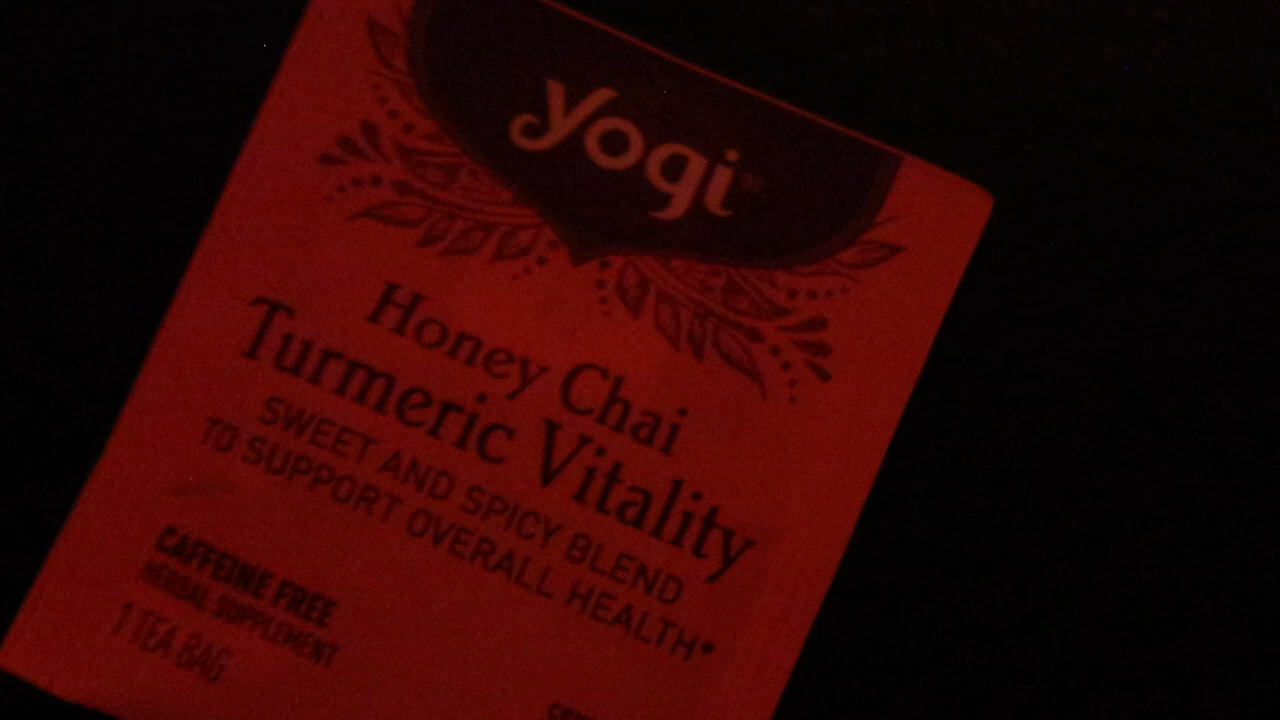 yogi
Honey Chai
Turmeric Vitality
SWEET AND SPICY BLEND
TO SUPPORT OVERALL HEALTH*
CAFFEINE FREE
HERBAL SUPPLEMENT
1 TEA BAG